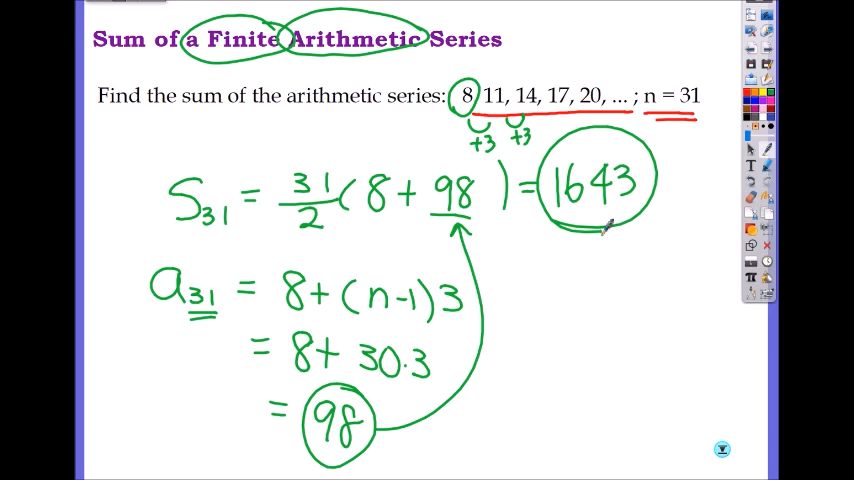 Sum of a Finite Arithmetic Series
Find the sum of the arithmetic series: 8, 11, 14, 17, 20, ... ; n = 31
+3 +3
S₃₁ = 31/2 (8 + 98) = 1643
a₃₁ = 8 + (n-1)3
= 8 + 30·3
= 98